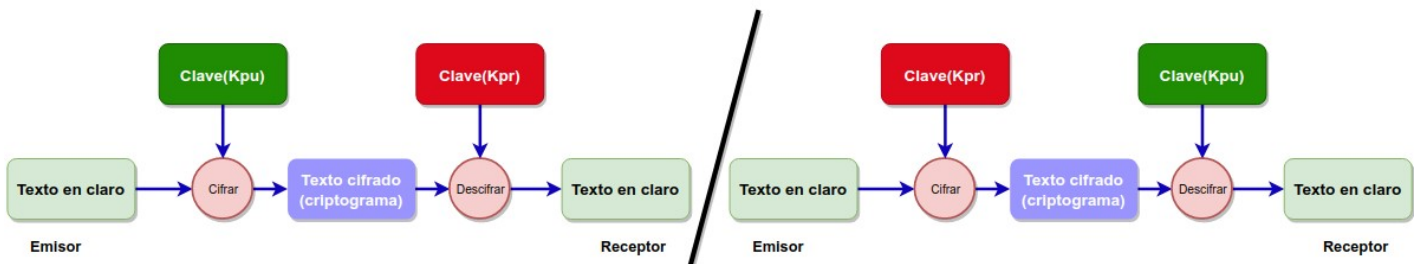 Clave(Kpu)
Clave(Kpr)
Texto en claro
Cifrar
Texto cifrado
(criptograma)
Descifrar
Texto en claro
Emisor
Receptor
Clave(Kpr)
Clave(Kpu)
Texto en claro
Cifrar
Texto cifrado
(criptograma)
Descifrar
Texto en claro
Emisor
Receptor